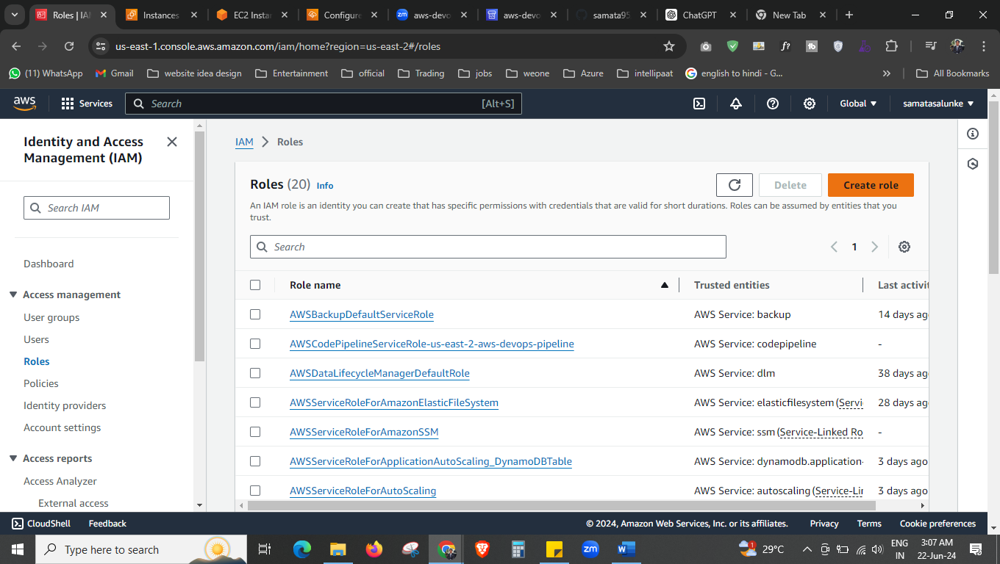 Roles | IAM
Instances
EC2 Insta
Configure
aws-devo
aws-devo
samata95
ChatGPT
New Tab
us-east-1.console.aws.amazon.com/iam/home?region=us-east-2#/roles
(11) WhatsApp
Gmail
website idea design
Entertainment
official
Trading
jobs
weone
Azure
intellipaat
english to hindi - G...
All Bookmarks
aws
Services
Search
[Alt+S]
Global
samatasalunke
Identity and Access
Management (IAM)
Search IAM
Dashboard
Access management
User groups
Users
Roles
Policies
Identity providers
Account settings
Access reports
Access Analyzer
External access
IAM
Roles
Roles (20) Info
Delete
Create role
An IAM role is an identity you can create that has specific permissions with credentials that are valid for short durations. Roles can be assumed by entities that you
trust.
Search
1
Role name
Trusted entities
Last activit
AWSBackupDefaultServiceRole
AWS Service: backup
14 days ago
AWSCodePipelineServiceRole-us-east-2-aws-devops-pipeline
AWS Service: codepipeline
-
AWSDataLifecycleManagerDefaultRole
AWS Service: dlm
38 days ago
AWSServiceRoleForAmazonElasticFileSystem
AWS Service: elasticfilesystem (Servi
28 days ago
AWSServiceRoleForAmazonSSM
AWS Service: ssm (Service-Linked Ro
-
AWSServiceRoleForApplicationAutoScaling_DynamoDBTable
AWS Service: dynamodb.application-
3 days ago
AWSServiceRoleForAutoScaling
AWS Service: autoscaling (Service-Lin
3 days ago
CloudShell
Feedback
© 2024, Amazon Web Services, Inc. or its affiliates.
Privacy
Terms
Cookie preferences
Type here to search
29°C
ENG
IN
3:07 AM
22-Jun-24